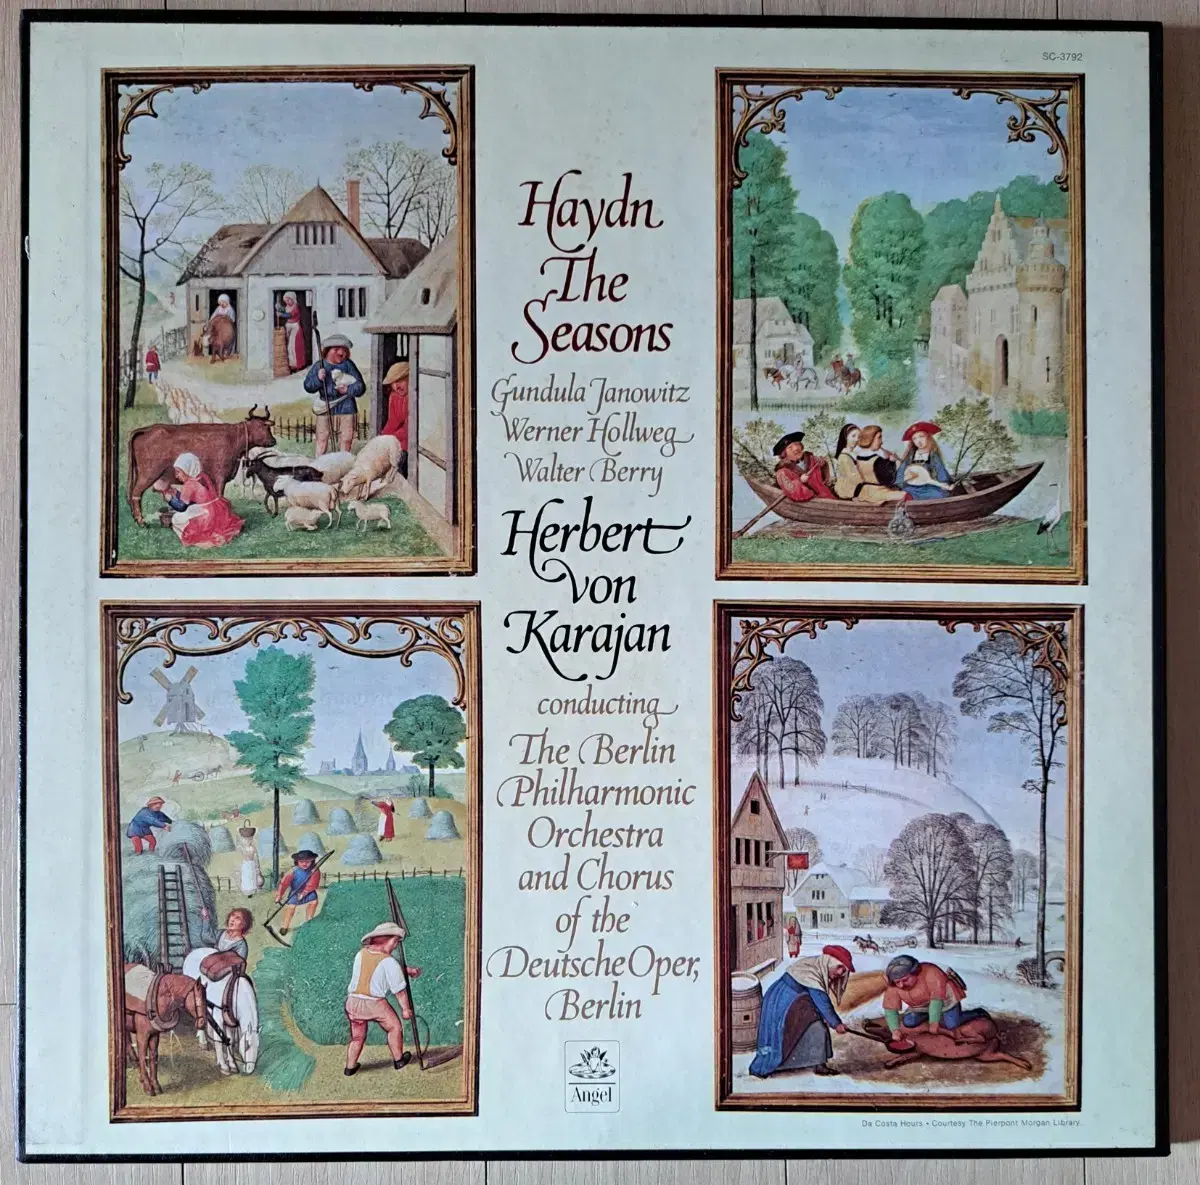 SC-3792
Haydn
The
Seasons
Gundula Janowitz
Werner Hollweg
Walter Berry
Herbert
von
Karajan
conducting
The Berlin
Philharmonic
Orchestra
and Chorus
of the
Deutsche Oper,
Berlin
Angel
Da Costa Hours • Courtesy The Pierpont Morgan Library.